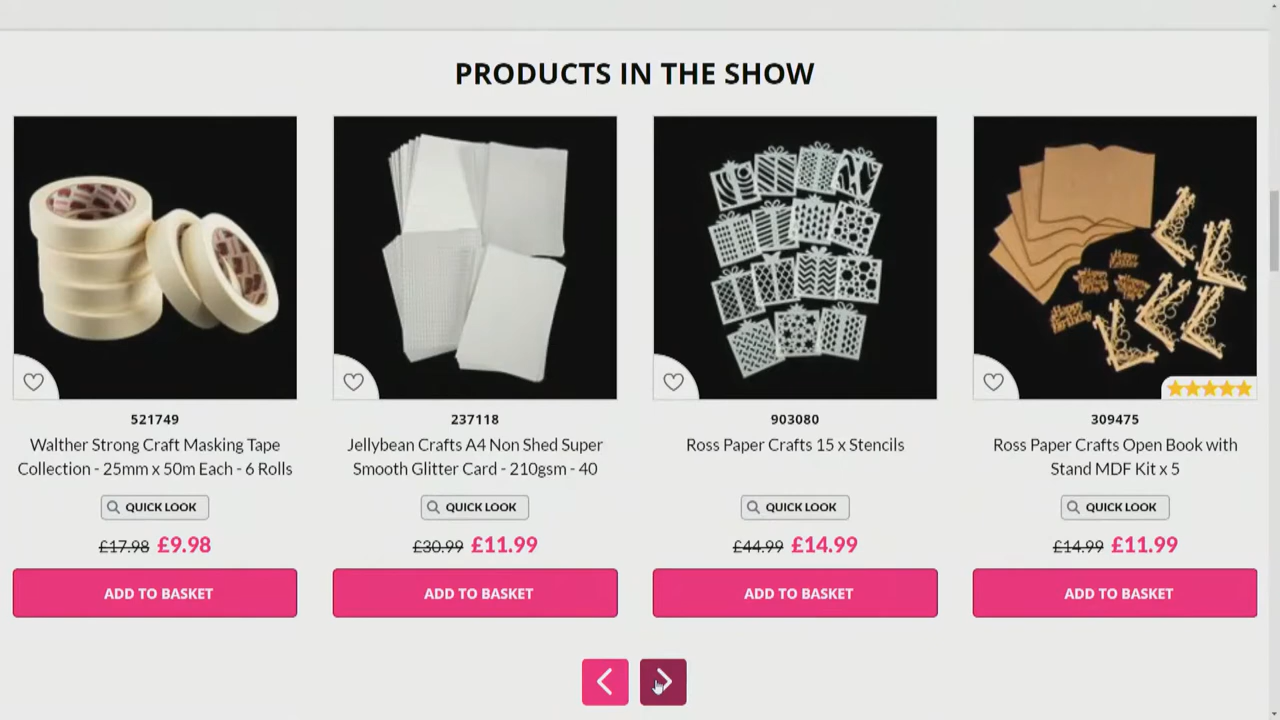 PRODUCTS IN THE SHOW
521749
Walther Strong Craft Masking Tape
Collection - 25mm x 50m Each - 6 Rolls
QUICK LOOK
£17.98 £9.98
ADD TO BASKET
237118
Jellybean Crafts A4 Non Shed Super
Smooth Glitter Card - 210gsm - 40
QUICK LOOK
£30.99 £11.99
ADD TO BASKET
903080
Ross Paper Crafts 15 x Stencils
QUICK LOOK
£44.99 £14.99
ADD TO BASKET
Happy
Birthday
309475
Ross Paper Crafts Open Book with
Stand MDF Kit x 5
QUICK LOOK
£14.99 £11.99
ADD TO BASKET